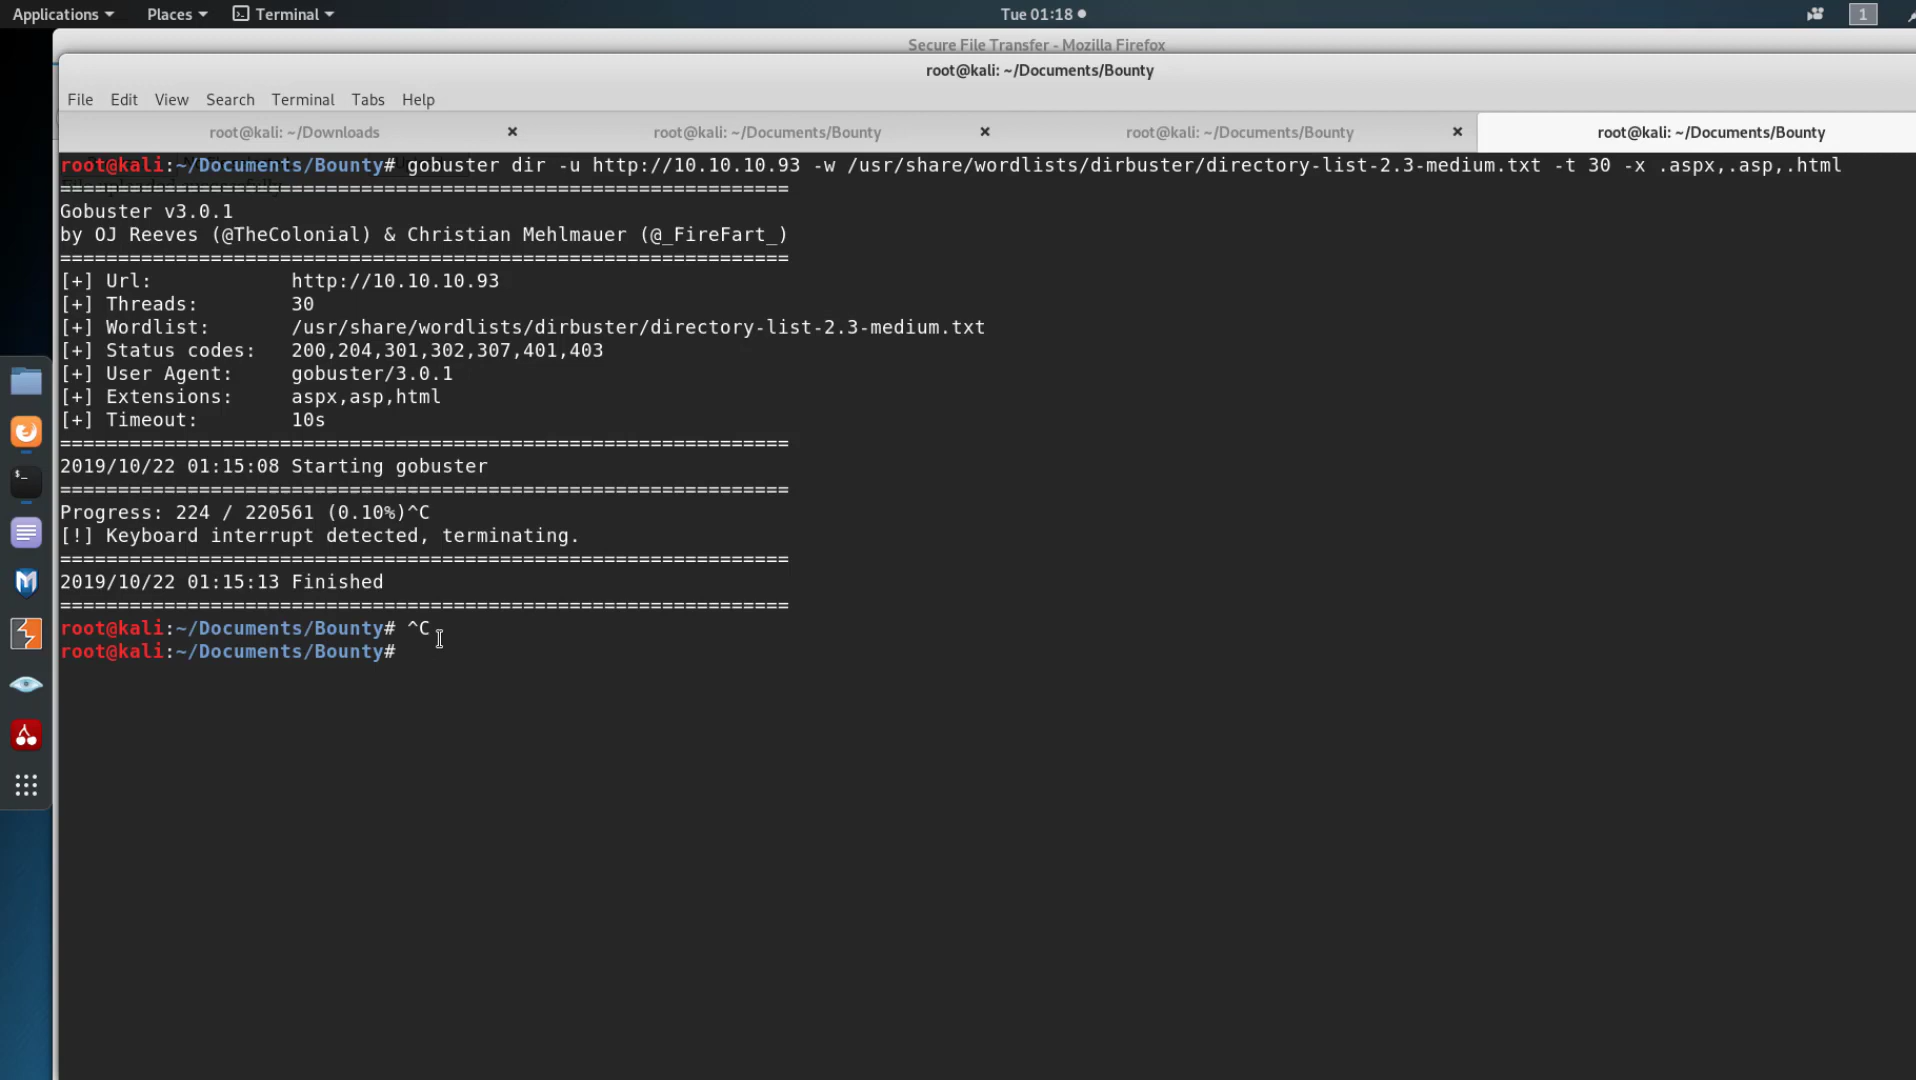 Applications Places Terminal Tue 01:18 1
Secure File Transfer - Mozilla Firefox
root@kali: ~/Documents/Bounty
File Edit View Search Terminal Tabs Help
root@kali: ~/Downloads × root@kali: ~/Documents/Bounty × root@kali: ~/Documents/Bounty × root@kali: ~/Documents/Bounty
root@kali:~/Documents/Bounty# gobuster dir -u http://10.10.10.93 -w /usr/share/wordlists/dirbuster/directory-list-2.3-medium.txt -t 30 -x .aspx,.asp,.html
===============================================================
Gobuster v3.0.1
by OJ Reeves (@TheColonial) & Christian Mehlmauer (@_FireFart_)
===============================================================
[+] Url:            http://10.10.10.93
[+] Threads:        30
[+] Wordlist:       /usr/share/wordlists/dirbuster/directory-list-2.3-medium.txt
[+] Status codes:   200,204,301,302,307,401,403
[+] User Agent:     gobuster/3.0.1
[+] Extensions:     aspx,asp,html
[+] Timeout:        10s
===============================================================
2019/10/22 01:15:08 Starting gobuster
===============================================================
Progress: 224 / 220561 (0.10%)^C
[!] Keyboard interrupt detected, terminating.
===============================================================
2019/10/22 01:15:13 Finished
===============================================================
root@kali:~/Documents/Bounty# ^C
root@kali:~/Documents/Bounty#